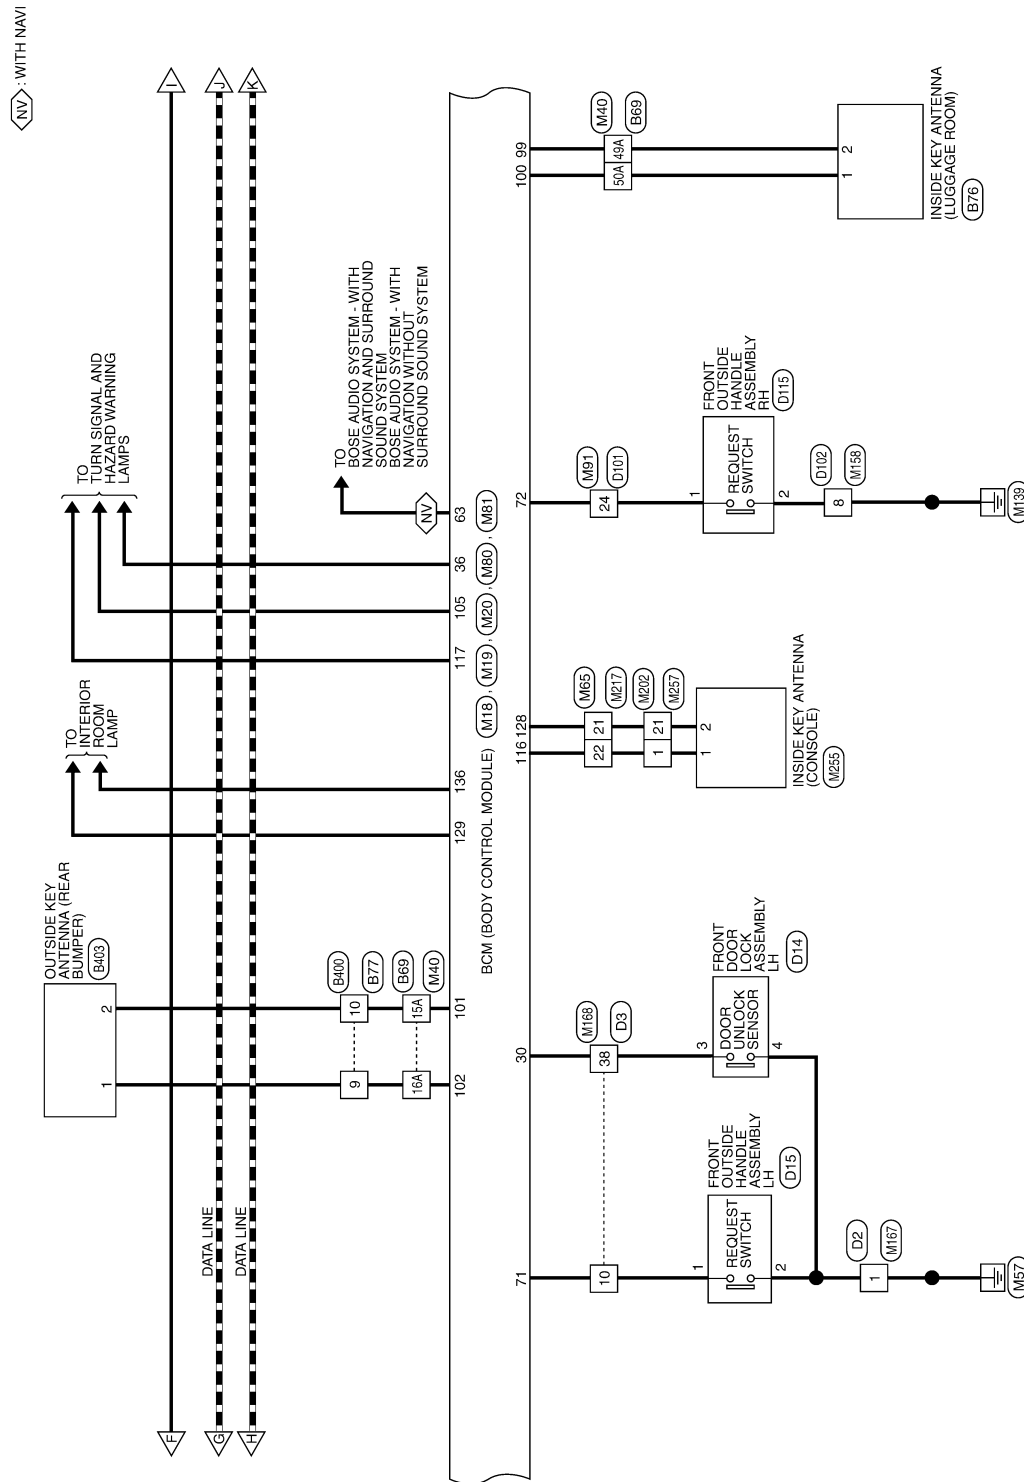 NV : WITH NAVI
F
G
H
I
J
K
DATA LINE
DATA LINE
OUTSIDE KEY
ANTENNA (REAR
BUMPER)
B403
1
2
9
10
B400
B77
16A
15A
B69
M40
102
101
TO
INTERIOR
ROOM
LAMP
129
136
TO
TURN SIGNAL AND
HAZARD WARNING
LAMPS
117
105
36
63
NV
TO
BOSE AUDIO SYSTEM - WITH
NAVIGATION AND SURROUND
SOUND SYSTEM
BOSE AUDIO SYSTEM - WITH
NAVIGATION WITHOUT
SURROUND SOUND SYSTEM
BCM (BODY CONTROL MODULE) M18 , M19 , M20 , M80 , M81
71
30
116
128
72
100
99
10
38
M168
D3
1
REQUEST
SWITCH
2
FRONT
OUTSIDE
HANDLE
ASSEMBLY
LH
D15
3
DOOR
UNLOCK
SENSOR
4
FRONT
DOOR
LOCK
ASSEMBLY
LH
D14
1
D2
M167
M57
22
21
M65
M217
1
21
M202
M257
1
2
INSIDE KEY ANTENNA
(CONSOLE)
M255
24
M91
D101
1
REQUEST
SWITCH
2
FRONT
OUTSIDE
HANDLE
ASSEMBLY
RH
D115
8
D102
M158
M139
50A
49A
M40
B69
1
2
INSIDE KEY ANTENNA
(LUGGAGE ROOM)
B76